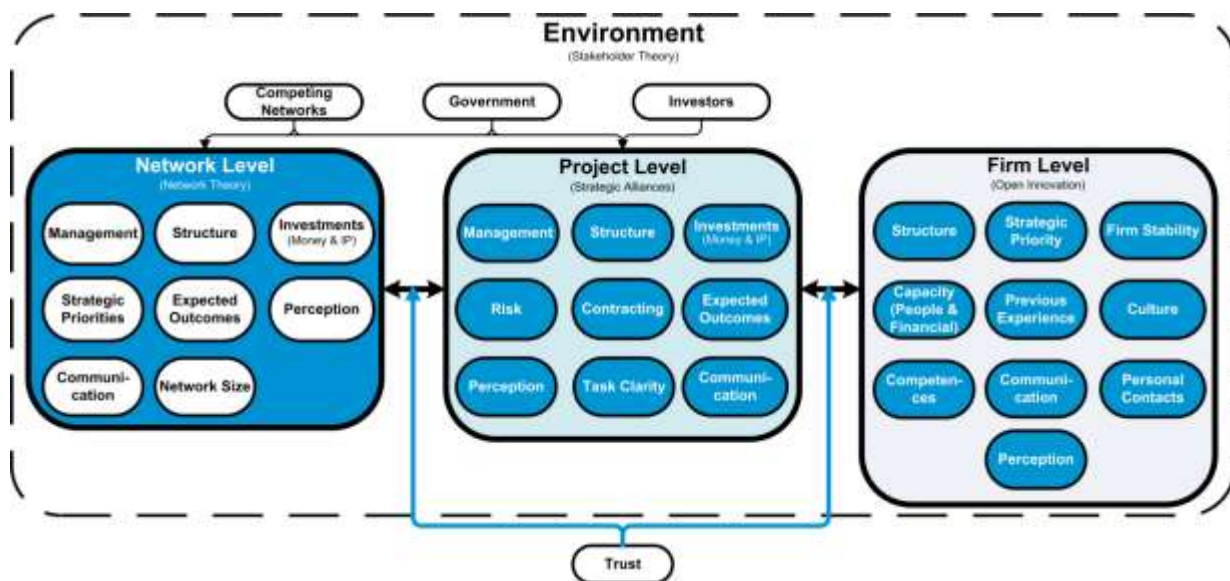 Environment
(Stakeholder Theory)
Competing
Networks
Government
Investors
Network Level
(Network Theory)
Management
Structure
Investments
(Money & IP)
Strategic
Priorities
Expected
Outcomes
Perception
Communi-
cation
Network Size
Project Level
(Strategic Alliances)
Management
Structure
Investments
(Money & IP)
Risk
Contracting
Expected
Outcomes
Perception
Task Clarity
Communi-
cation
Firm Level
(Open Innovation)
Structure
Strategic
Priority
Firm Stability
Capacity
(People &
Financial)
Previous
Experience
Culture
Competen-
ces
Communi-
cation
Personal
Contacts
Perception
Trust